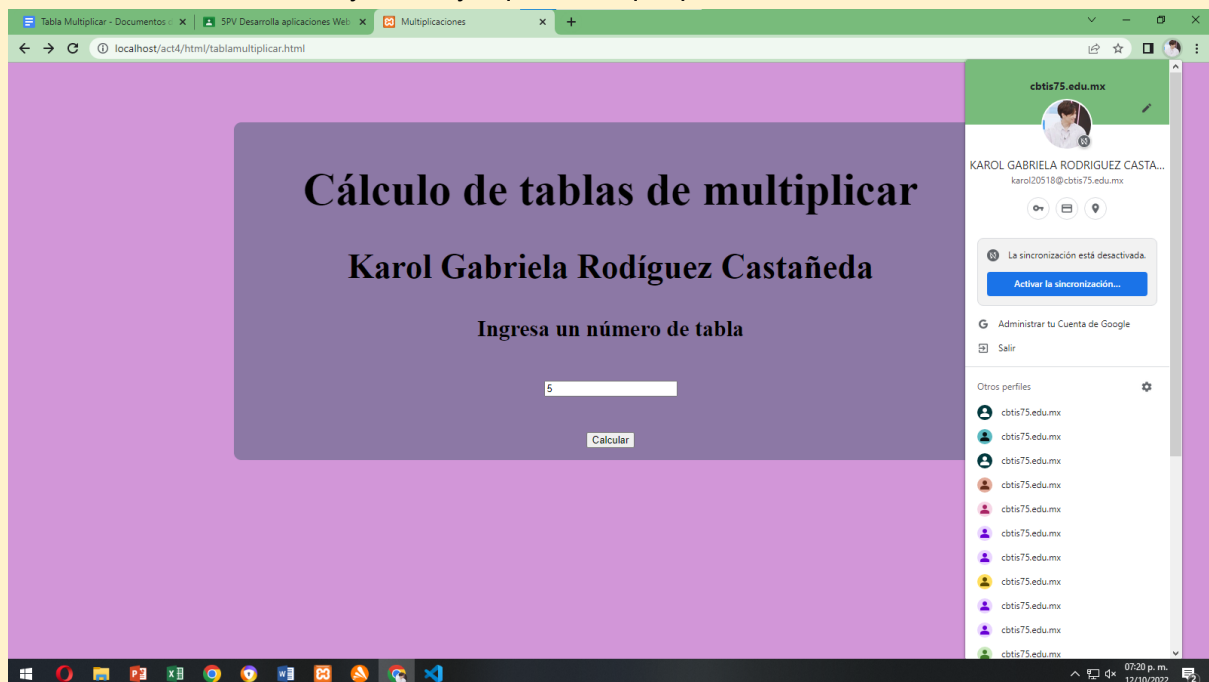 Tabla Multiplicar - Documentos
5PV Desarrolla aplicaciones Web
Multiplicaciones
localhost/act4/html/tablamultiplicar.html
cbtis75.edu.mx
KAROL GABRIELA RODRIGUEZ CASTA...
karol20518@cbtis75.edu.mx
La sincronización está desactivada.
Activar la sincronización...
Administrar tu Cuenta de Google
Salir
Otros perfiles
cbtis75.edu.mx
cbtis75.edu.mx
cbtis75.edu.mx
cbtis75.edu.mx
cbtis75.edu.mx
cbtis75.edu.mx
cbtis75.edu.mx
cbtis75.edu.mx
cbtis75.edu.mx
cbtis75.edu.mx
cbtis75.edu.mx
Cálculo de tablas de multiplicar
Karol Gabriela Rodíguez Castañeda
Ingresa un número de tabla
5
Calcular
07:20 p. m.
12/10/2022